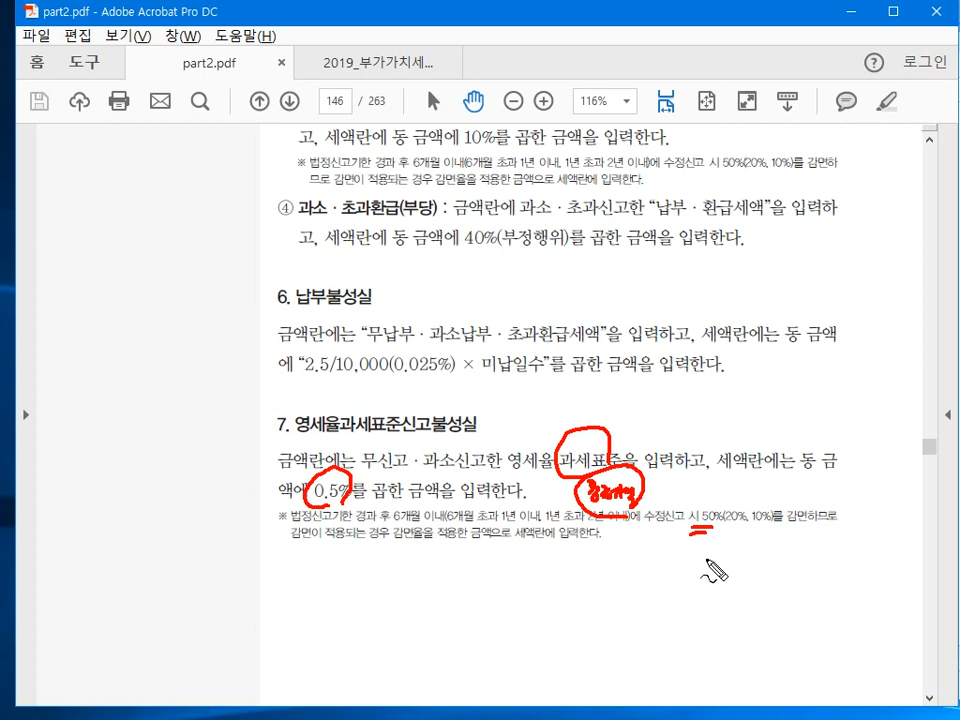 part2.pdf - Adobe Acrobat Pro DC
파일 편집 보기(V) 창(W) 도움말(H)
홈 도구 part2.pdf × 2019_부가가치세... ? 로그인
146 / 263 116%
고, 세액란에 동 금액에 10%를 곱한 금액을 입력한다.
※ 법정신고기한 경과 후 6개월 이내(6개월 초과 1년 이내, 1년 초과 2년 이내)에 수정신고 시 50%(20%, 10%)를 감면하
므로 감면이 적용되는 경우 감면율을 적용한 금액으로 세액란에 입력한다.
④ 과소 · 초과환급(부당) : 금액란에 과소 · 초과신고한 “납부 · 환급세액”을 입력하
고, 세액란에 동 금액에 40%(부정행위)를 곱한 금액을 입력한다.
6. 납부불성실
금액란에는 “무납부 · 과소납부 · 초과환급세액”을 입력하고, 세액란에는 동 금액
에 “2.5/10,000(0.025%) × 미납일수”를 곱한 금액을 입력한다.
7. 영세율과세표준신고불성실
금액란에는 무신고 · 과소신고한 영세율 과세표준을 입력하고, 세액란에는 동 금
액에 0.5%를 곱한 금액을 입력한다.
※ 법정신고기한 경과 후 6개월 이내(6개월 초과 1년 이내, 1년 초과 2년 이내)에 수정신고 시 50%(20%, 10%)를 감면하므로
감면이 적용되는 경우 감면율을 적용한 금액으로 세액란에 입력한다.